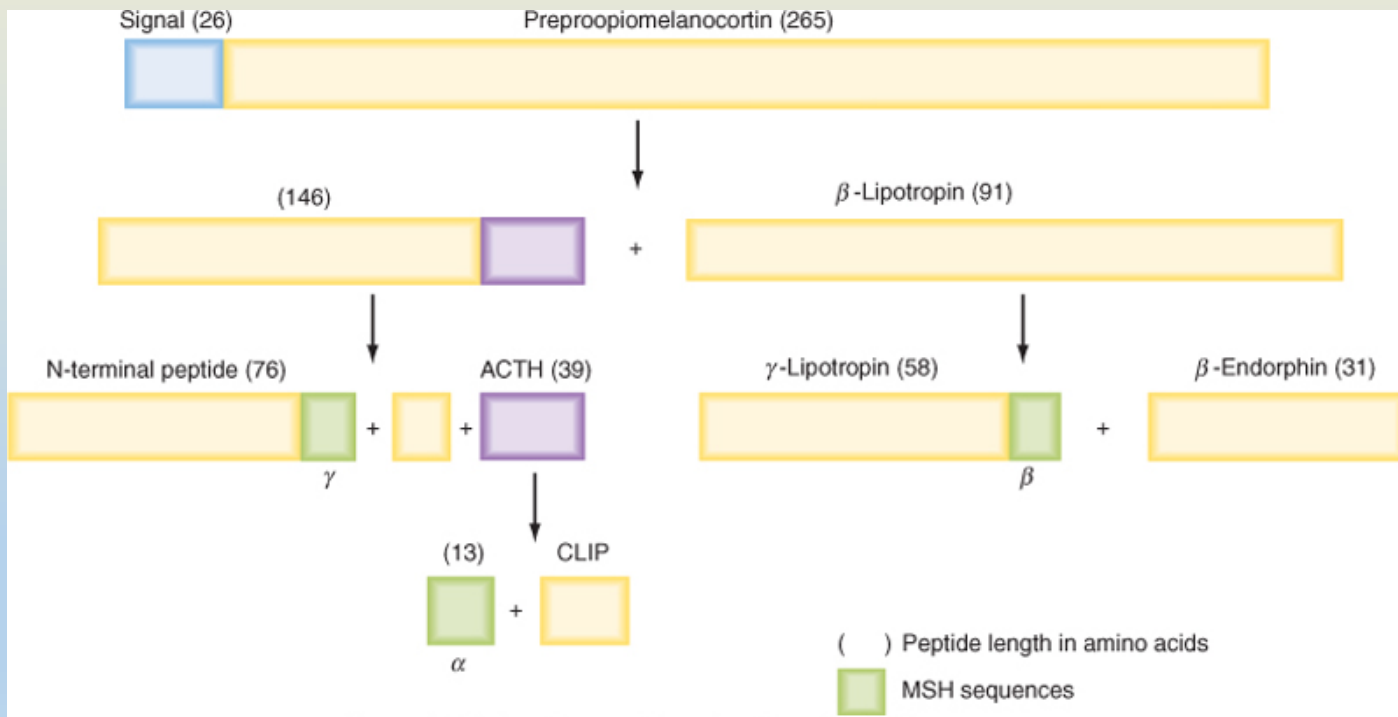 Signal (26)
Preproopiomelanocortin (265)
(146)
+
β-Lipotropin (91)
N-terminal peptide (76)
ACTH (39)
γ-Lipotropin (58)
β-Endorphin (31)
+
+
+
γ
β
(13)
CLIP
+
α
( ) Peptide length in amino acids
MSH sequences